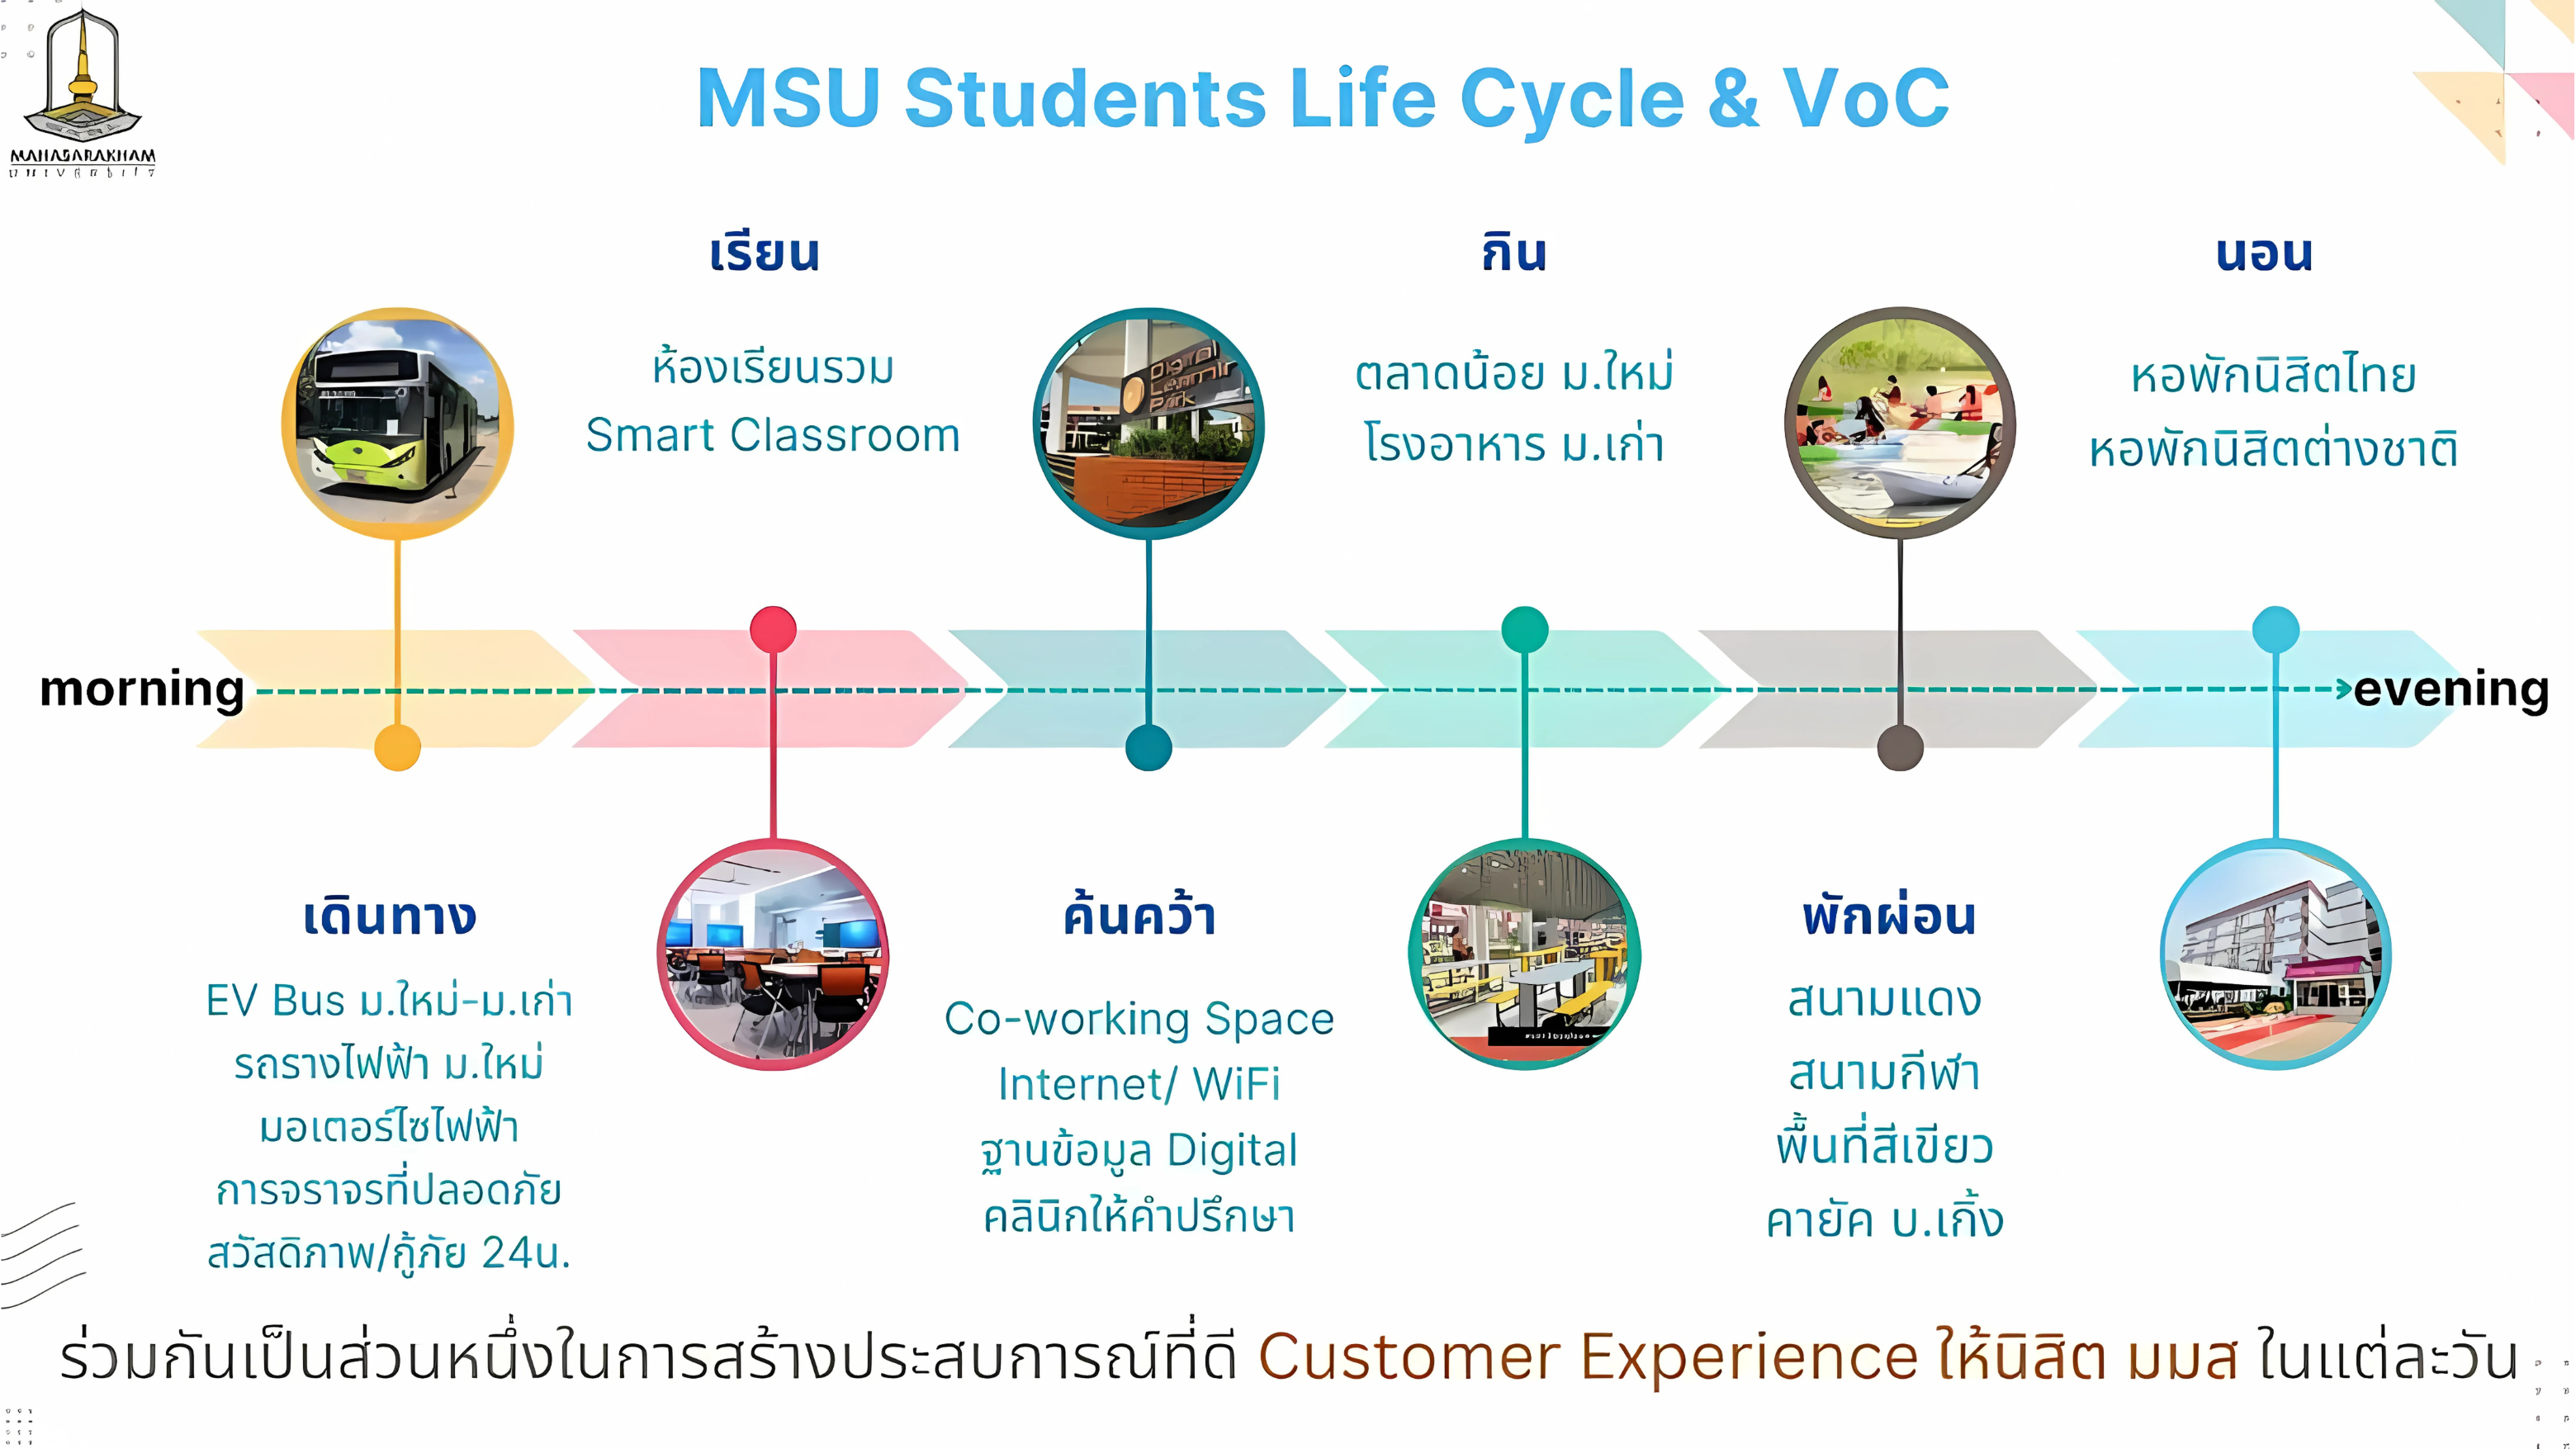 MAHASARAKHAM
UNIVERSITY
MSU Students Life Cycle & VoC
เรียน
ห้องเรียนรวม
Smart Classroom
กิน
ตลาดน้อย ม.ใหม่
โรงอาหาร ม.เก่า
นอน
หอพักนิสิตไทย
หอพักนิสิตต่างชาติ
Digital
Park
morning
evening
เดินทาง
EV Bus ม.ใหม่-ม.เก่า
รถรางไฟฟ้า ม.ใหม่
มอเตอร์ไซไฟฟ้า
การจราจรที่ปลอดภัย
สวัสดิภาพ/กู้ภัย 24น.
ค้นคว้า
Co-working Space
Internet/ WiFi
ฐานข้อมูล Digital
คลินิกให้คำปรึกษา
พักผ่อน
สนามแดง
สนามกีฬา
พื้นที่สีเขียว
คายัค บ.เกิ้ง
ร่วมกันเป็นส่วนหนึ่งในการสร้างประสบการณ์ที่ดี Customer Experience ให้นิสิต มมส ในแต่ละวัน